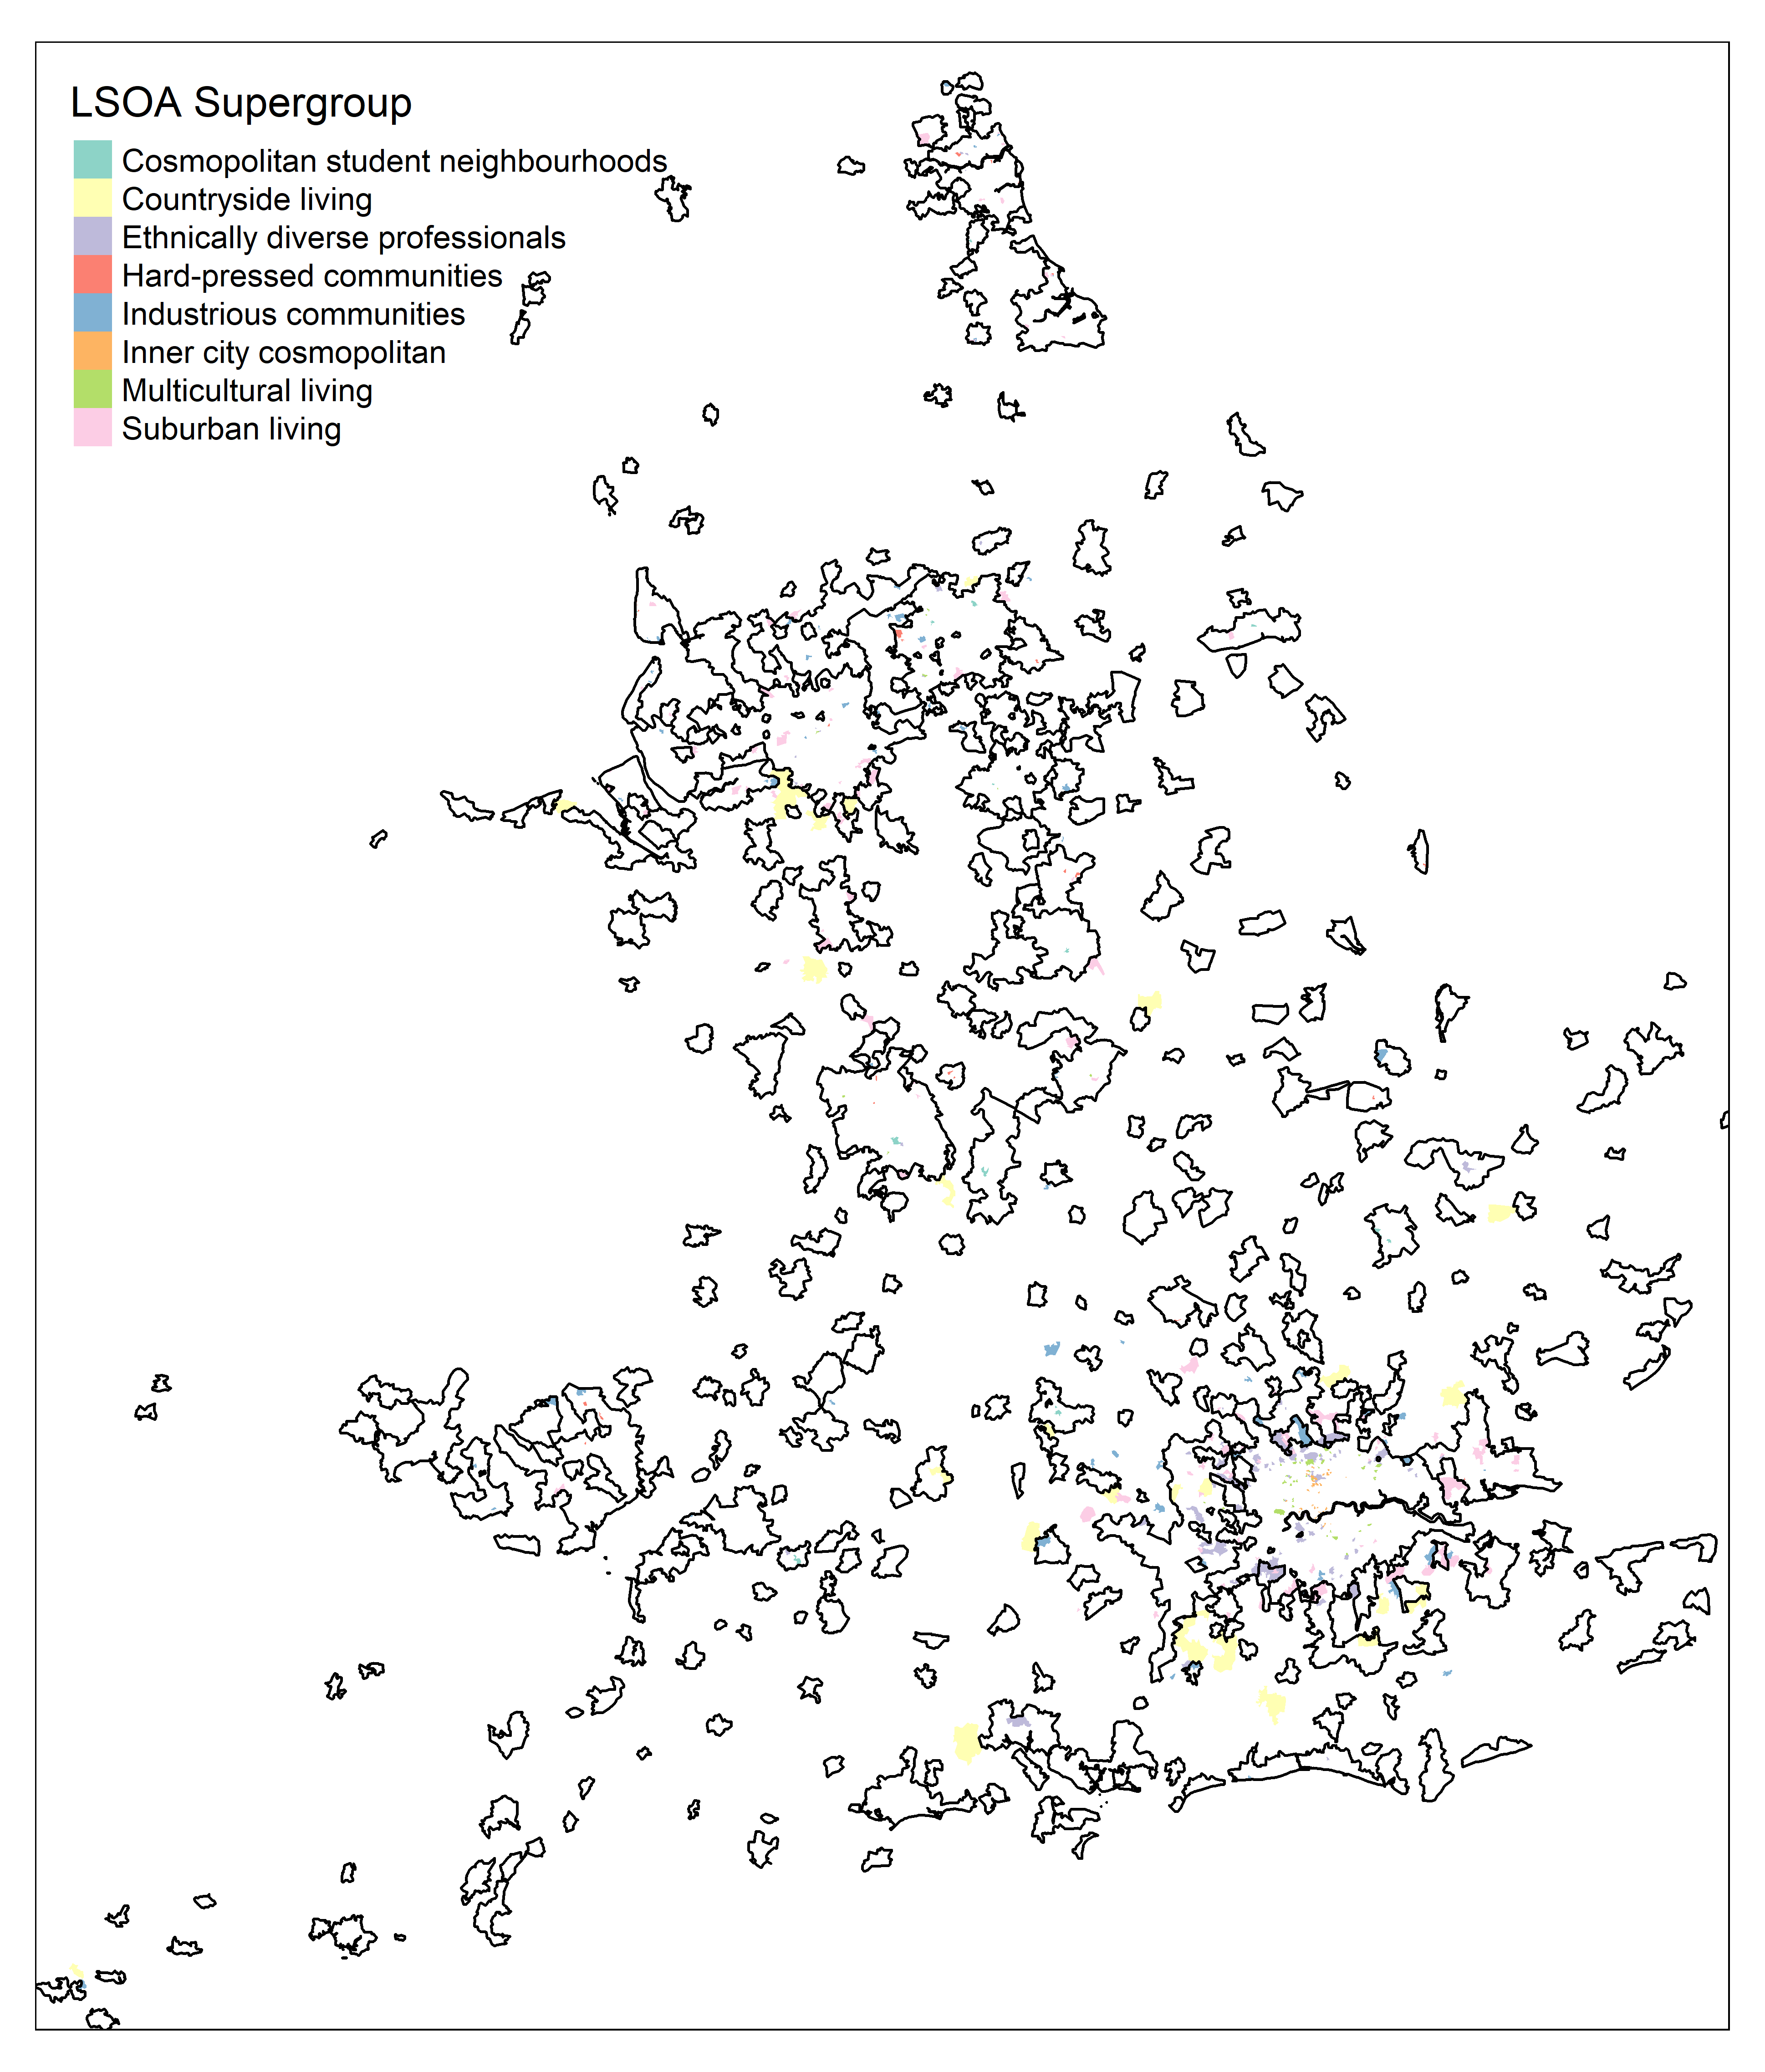 LSOA Supergroup
Cosmopolitan student neighbourhoods
Countryside living
Ethnically diverse professionals
Hard-pressed communities
Industrious communities
Inner city cosmopolitan
Multicultural living
Suburban living